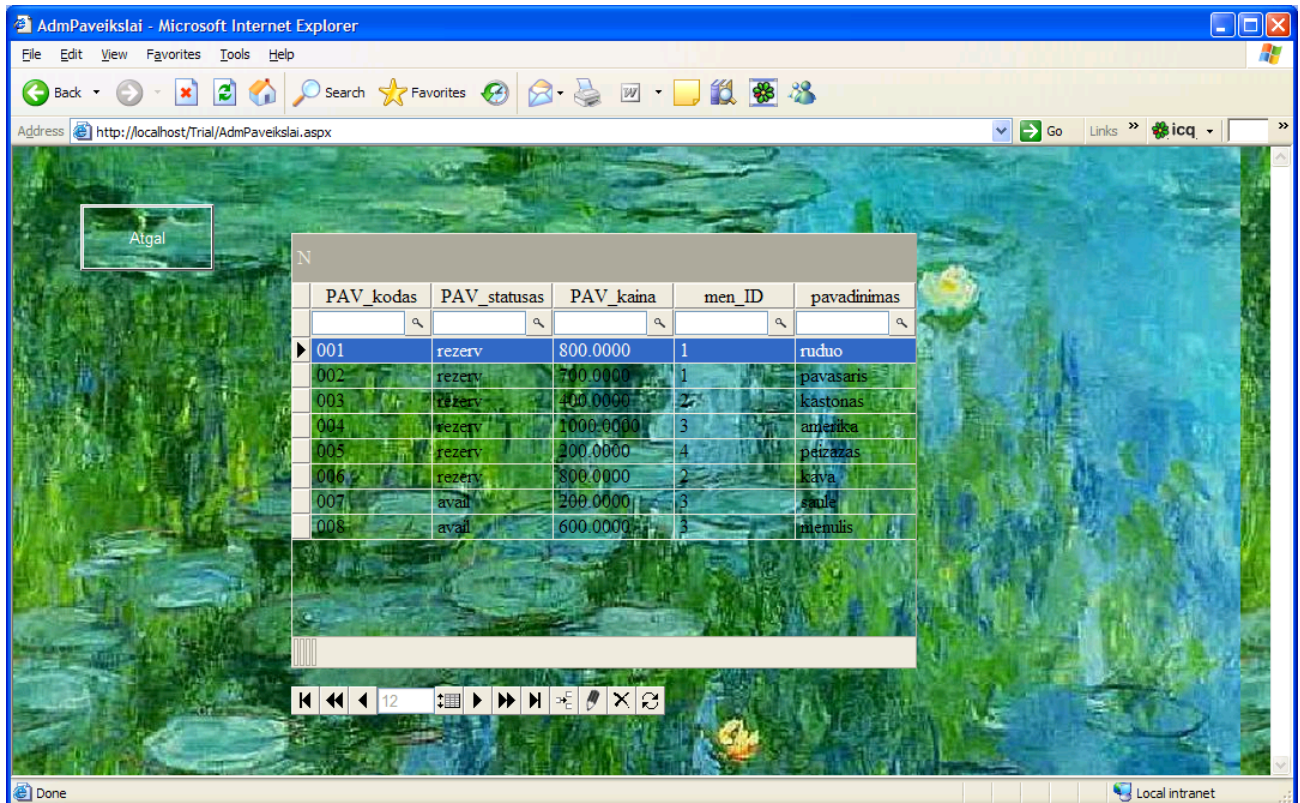 AdmPaveikslai - Microsoft Internet Explorer
File Edit View Favorites Tools Help
Back Search Favorites
Address http://localhost/Trial/AdmPaveikslai.aspx Go Links » icq »
Atgal
N
PAV_kodas PAV_statusas PAV_kaina men_ID pavadinimas
001 rezerv 800.0000 1 ruduo
002 rezerv 700.0000 1 pavasaris
003 rezerv 400.0000 2 kastonas
004 rezerv 1000.0000 3 amerika
005 rezerv 200.0000 4 peizazas
006 rezerv 800.0000 2 kava
007 avail 200.0000 3 saule
008 avail 600.0000 3 menulis
12
Done Local intranet